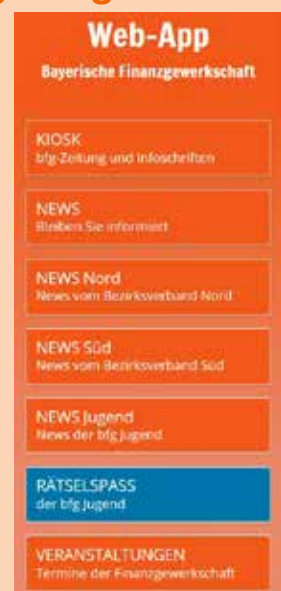 Web-App
Bayerische Finanzgewerkschaft
KIOSK
bfg-Zeitung und Infoschriften
NEWS
Bleiben Sie informiert
NEWS Nord
News vom Bezirksverband Nord
NEWS Süd
News vom Bezirksverband Süd
NEWS Jugend
News der bfg Jugend
RÄTSELSPASS
der bfg Jugend
VERANSTALTUNGEN
Termine der Finanzgewerkschaft